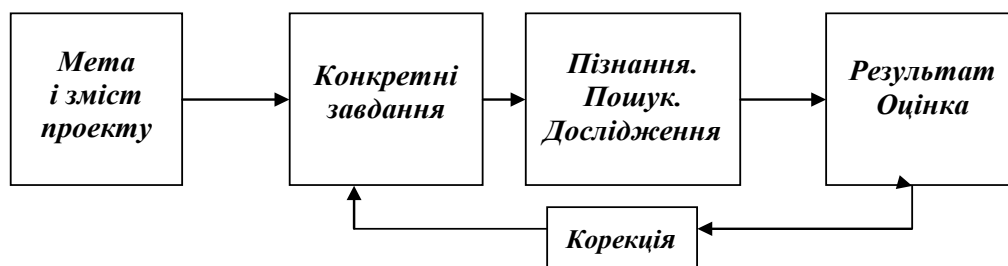 Мета
і зміст
проекту
Конкретні
завдання
Пізнання.
Пошук.
Дослідження
Результат
Оцінка
Корекція